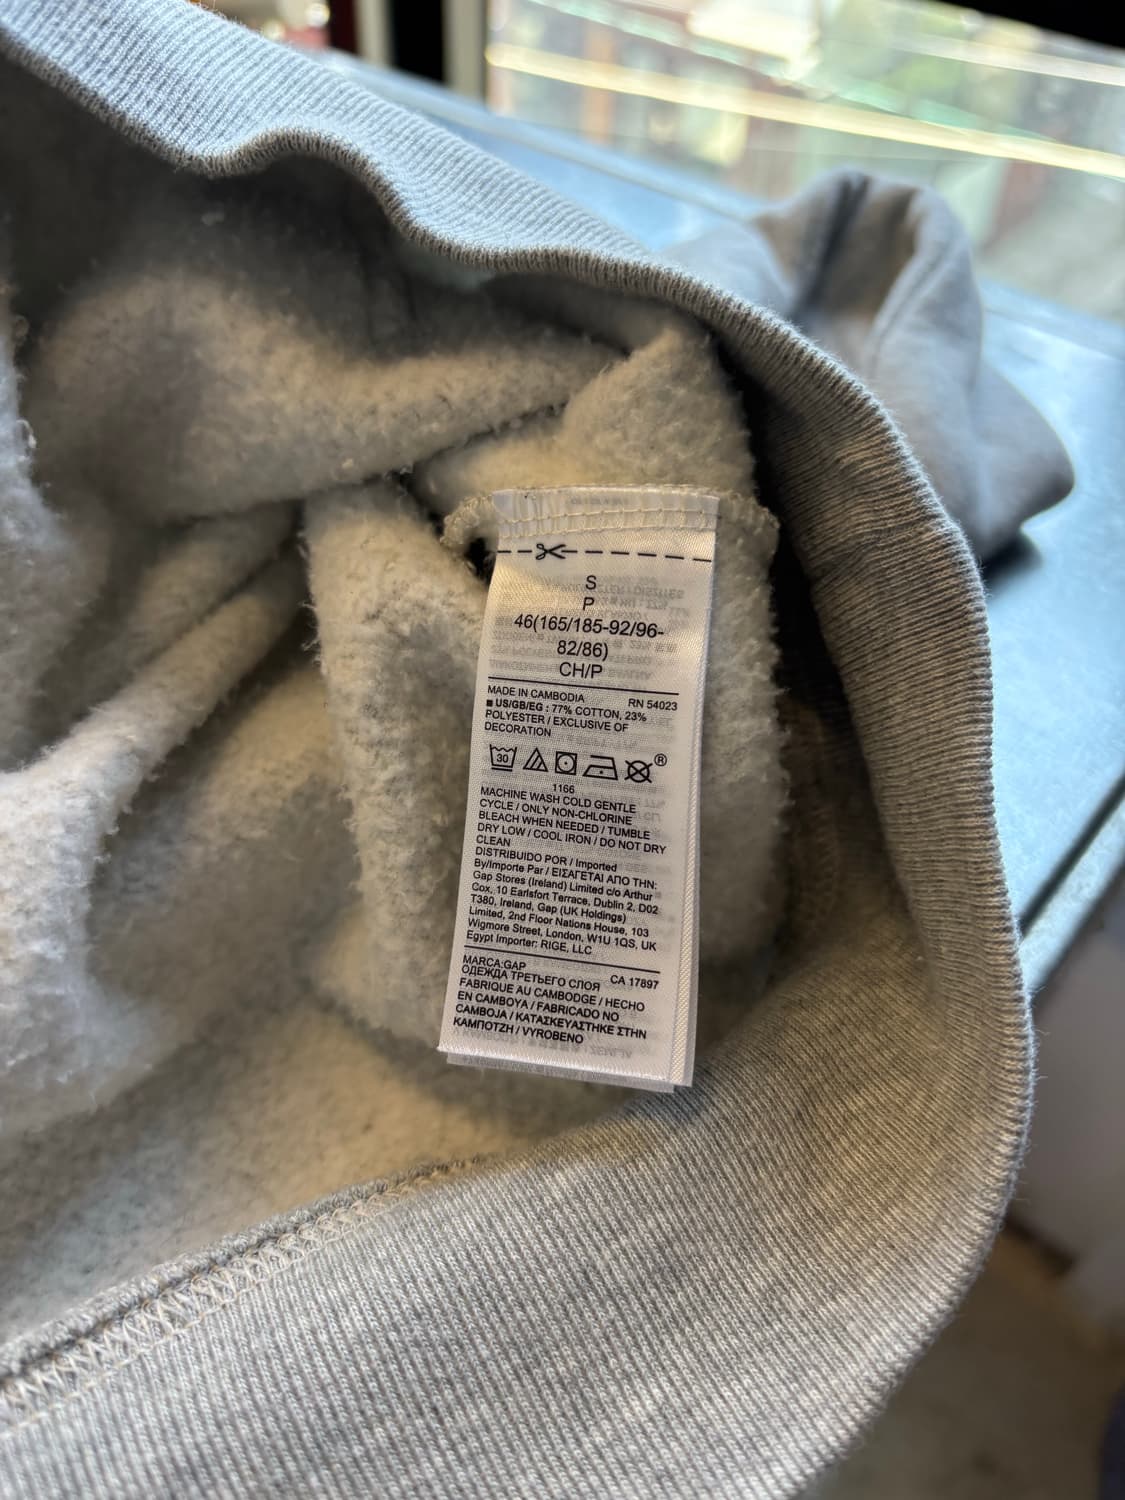 S
P
46(165/185-92/96-
82/86)
CH/P
MADE IN CAMBODIA RN 54023
■ US/GB/EG : 77% COTTON, 23%
POLYESTER / EXCLUSIVE OF
DECORATION
30 ®
1166
MACHINE WASH COLD GENTLE
CYCLE / ONLY NON-CHLORINE
BLEACH WHEN NEEDED / TUMBLE
DRY LOW / COOL IRON / DO NOT DRY
CLEAN
DISTRIBUIDO POR / Imported
By/Importe Par / ΕΙΣΑΓΕΤΑΙ ΑΠΟ ΤΗΝ:
Gap Stores (Ireland) Limited c/o Arthur
Cox, 10 Earlsfort Terrace, Dublin 2, D02
T380, Ireland, Gap (UK Holdings)
Limited, 2nd Floor Nations House, 103
Wigmore Street, London, W1U 1QS, UK
Egypt Importer: RIGE, LLC
MARCA:GAP CA 17897
ОДЕЖДА ТРЕТЬЕГО СЛОЯ
FABRIQUE AU CAMBODGE / HECHO
EN CAMBOYA / FABRICADO NO
CAMBOJA / ΚΑΤΑΣΚΕΥΑΣΤΗΚΕ ΣΤΗΝ
ΚΑΜΠΟΤΖΗ / VYROBENO